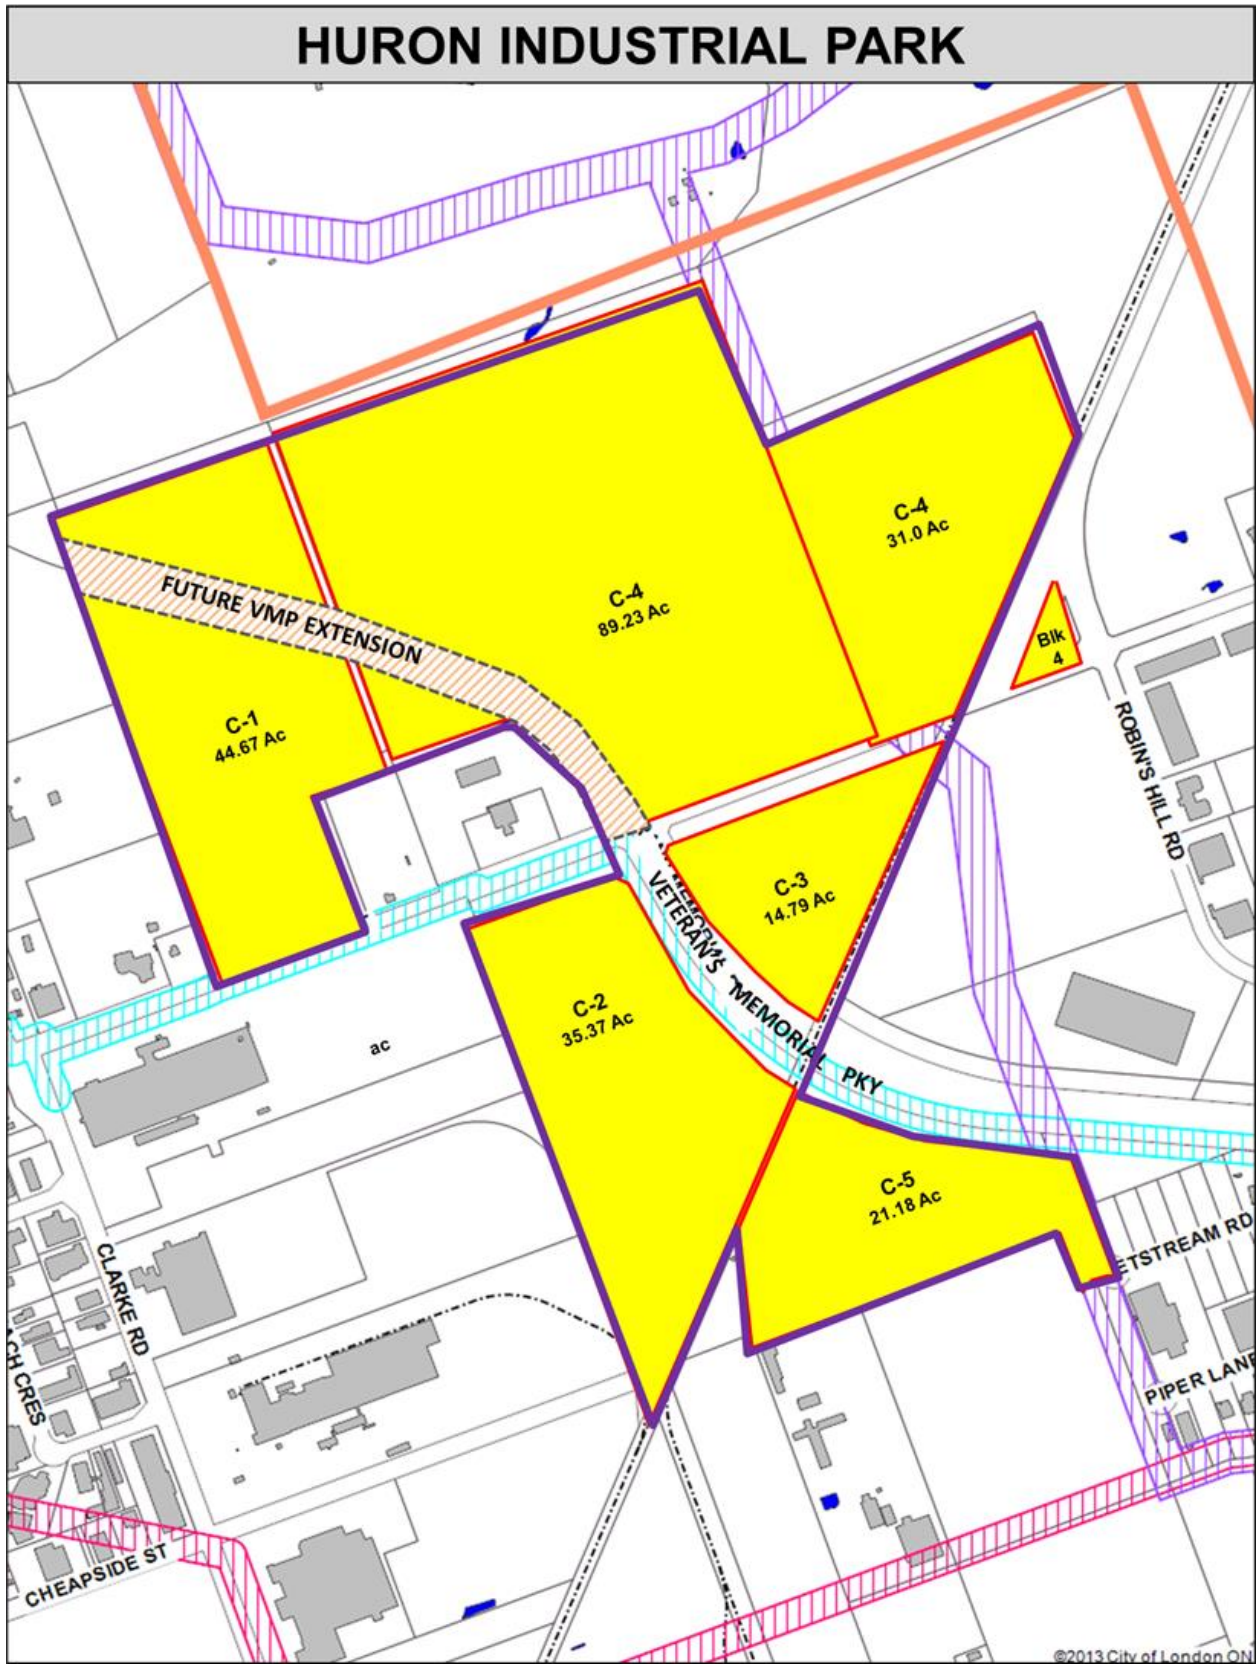 HURON INDUSTRIAL PARK
C-4
31.0 Ac
FUTURE VMP EXTENSION
C-4
89.23 Ac
Blk
4
C-1
44.67 Ac
ROBIN'S HILL RD
C-3
14.79 Ac
VETERAN'S MEMORIAL PKY
C-2
35.37 Ac
ac
C-5
21.18 Ac
ETSTREAM RD
CLARKE RD
ACH CRES
PIPER LANE
CHEAPSIDE ST
©2013 City of London ON